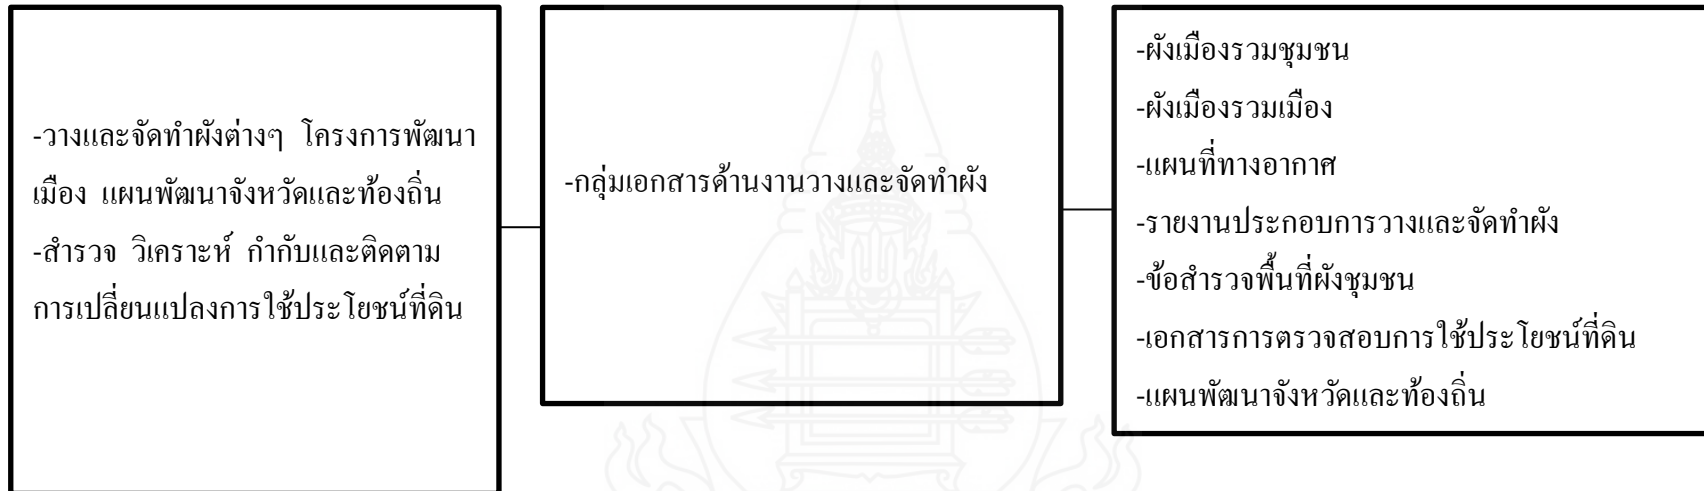 -วางและจัดทำผังต่างๆ โครงการพัฒนา
เมือง แผนพัฒนาจังหวัดและท้องถิ่น
-สำรวจ วิเคราะห์ กำกับและติดตาม
การเปลี่ยนแปลงการใช้ประโยชน์ที่ดิน
-กลุ่มเอกสารด้านงานวางและจัดทำผัง
-ผังเมืองรวมชุมชน
-ผังเมืองรวมเมือง
-แผนที่ทางอากาศ
-รายงานประกอบการวางและจัดทำผัง
-ข้อสำรวจพื้นที่ผังชุมชน
-เอกสารการตรวจสอบการใช้ประโยชน์ที่ดิน
-แผนพัฒนาจังหวัดและท้องถิ่น